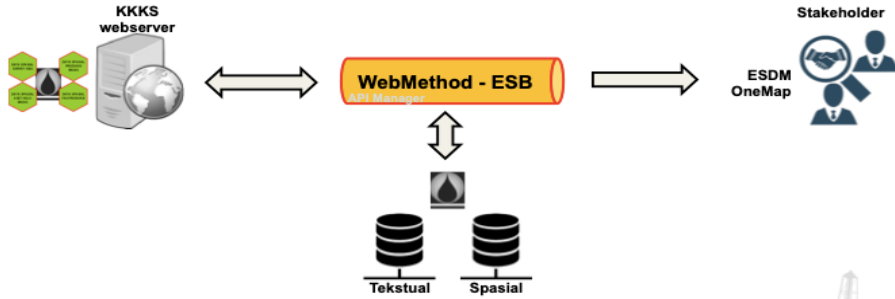 KKKS
webserver
Stakeholder
WebMethod - ESB
API Manager
ESDM
OneMap
Tekstual
Spasial